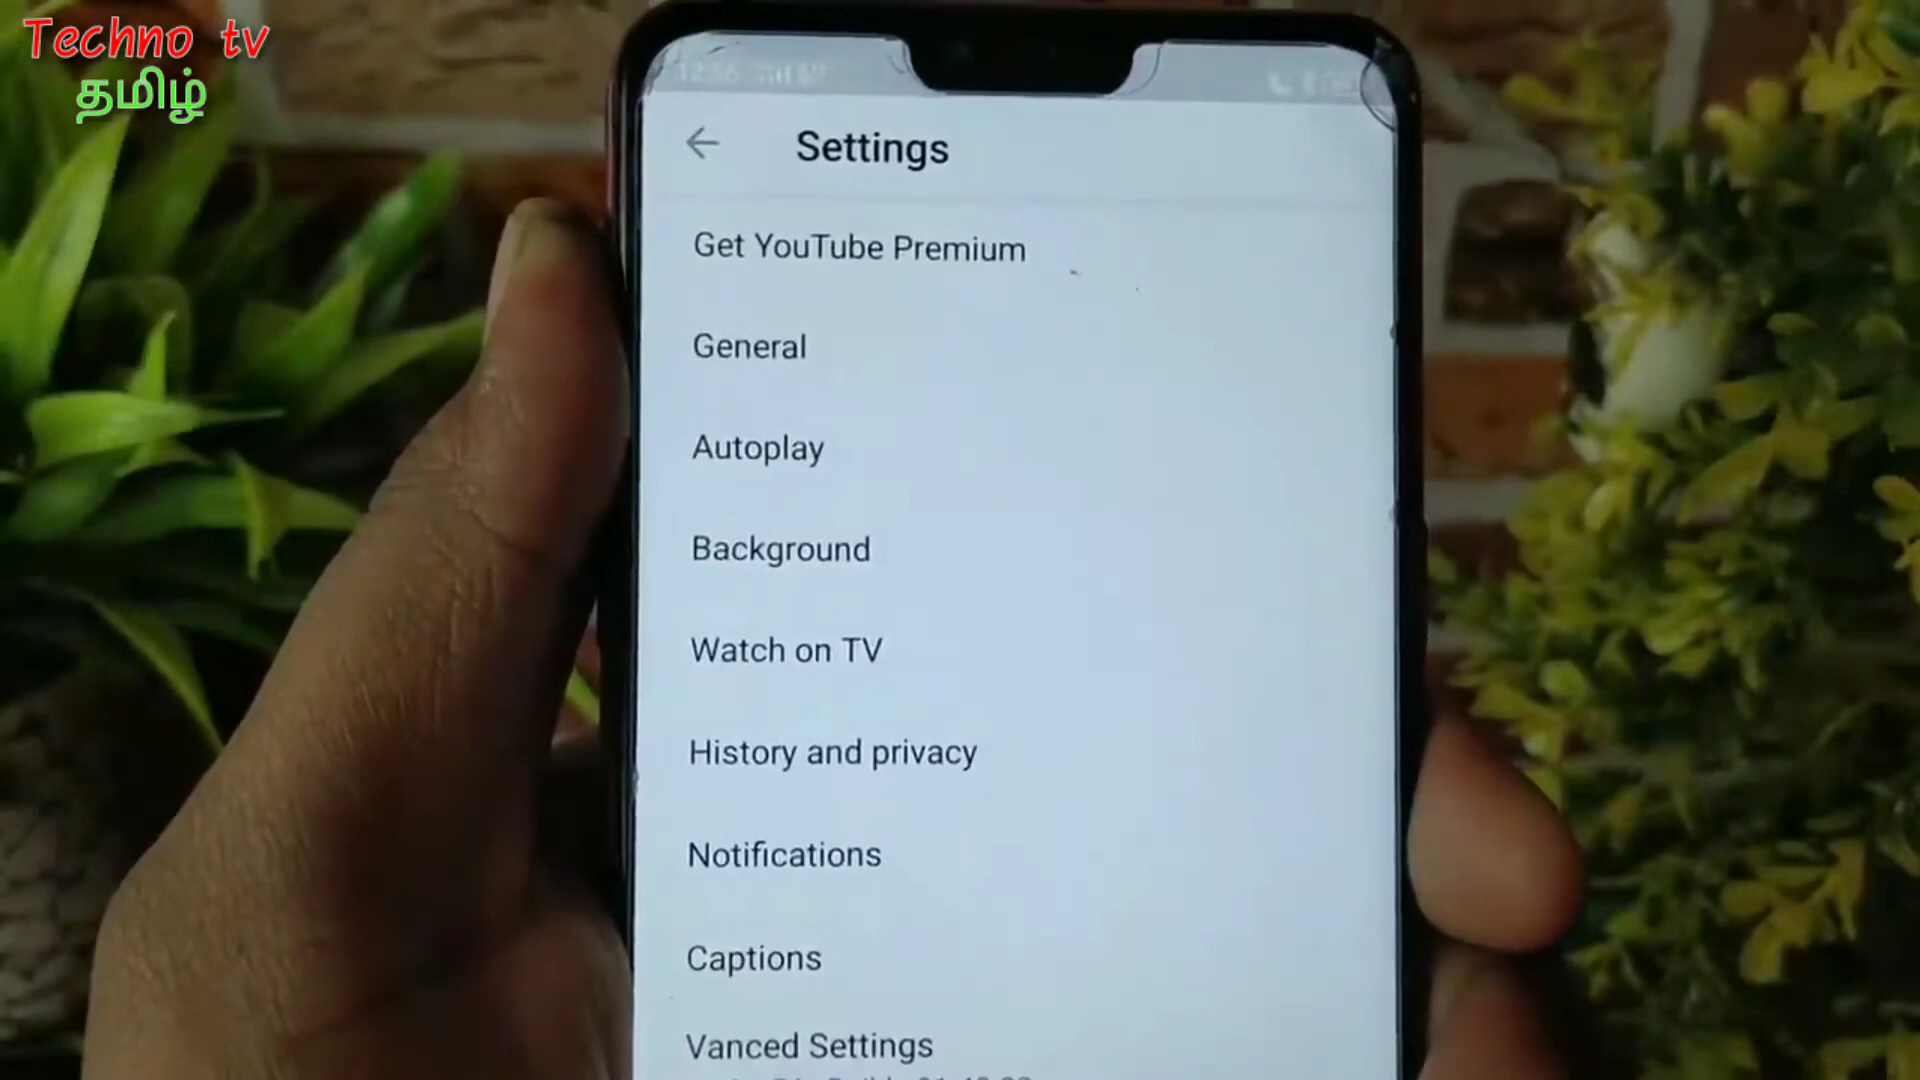 Techno tv
தமிழ்
Settings
Get YouTube Premium
General
Autoplay
Background
Watch on TV
History and privacy
Notifications
Captions
Vanced Settings